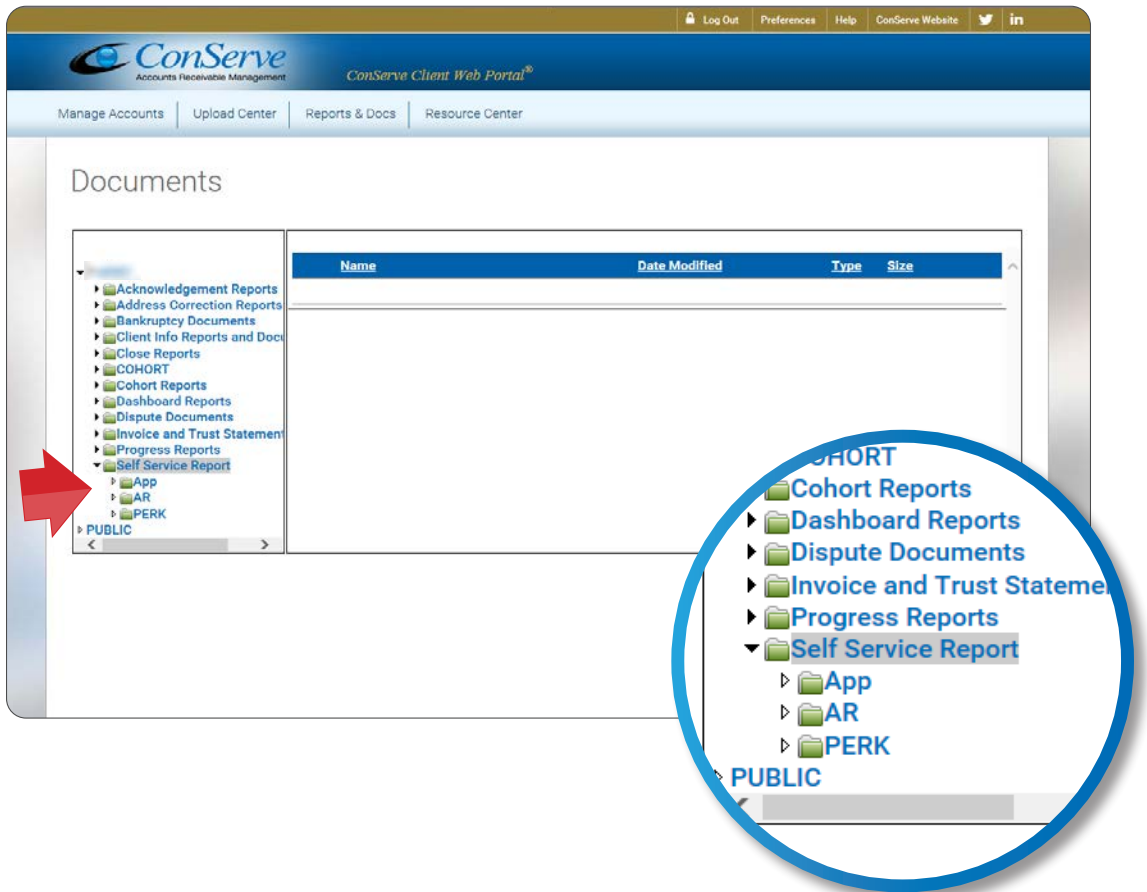 Log Out Preferences Help ConServe Website in
ConServe
Accounts Receivable Management
ConServe Client Web Portal®
Manage Accounts Upload Center Reports & Docs Resource Center
Documents
Name Date Modified Type Size
Acknowledgement Reports
Address Correction Reports
Bankruptcy Documents
Client Info Reports and Docu
Close Reports
COHORT
Cohort Reports
Dashboard Reports
Dispute Documents
Invoice and Trust Statement
Progress Reports
Self Service Report
App
AR
PERK
PUBLIC
COHORT
Cohort Reports
Dashboard Reports
Dispute Documents
Invoice and Trust Statemen
Progress Reports
Self Service Report
App
AR
PERK
PUBLIC